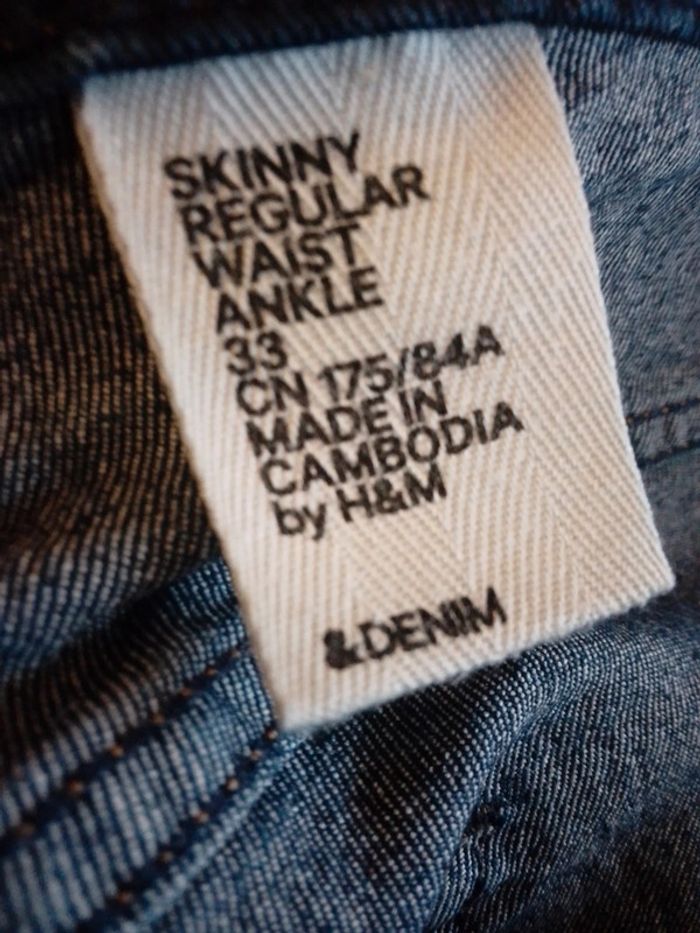 SKINNY
REGULAR
WAIST
ANKLE
33
CN 175/84A
MADE IN
CAMBODIA
by H&M
&DENIM